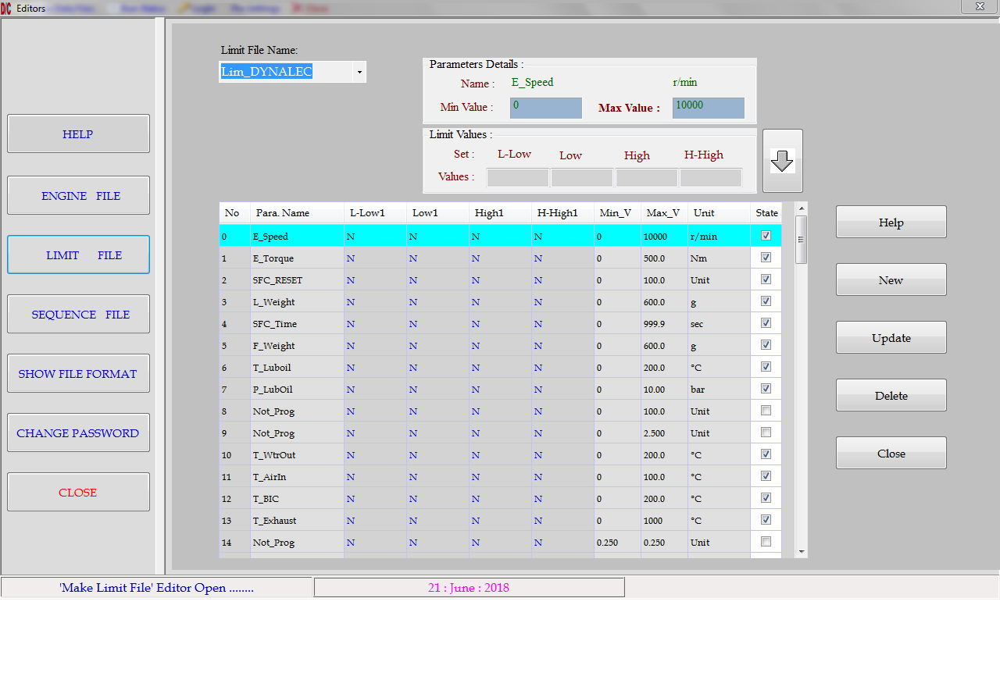 DC Editors
Limit File Name:
Lim_DYNALEC
Parameters Details :
Name : E_Speed r/min
Min Value : 0 Max Value : 10000
Limit Values :
Set : L-Low Low High H-High
Values :
HELP
ENGINE FILE
LIMIT FILE
SEQUENCE FILE
SHOW FILE FORMAT
CHANGE PASSWORD
CLOSE
No Para. Name L-Low1 Low1 High1 H-High1 Min_V Max_V Unit State
0 E_Speed N N N N 0 10000 r/min
1 E_Torque N N N N 0 500.0 Nm
2 SFC_RESET N N N N 0 100.0 Unit
3 L_Weight N N N N 0 600.0 g
4 SFC_Time N N N N 0 999.9 sec
5 F_Weight N N N N 0 600.0 g
6 T_Luboil N N N N 0 200.0 °C
7 P_LubOil N N N N 0 10.00 bar
8 Not_Prog N N N N 0 100.0 Unit
9 Not_Prog N N N N 0 2.500 Unit
10 T_WtrOut N N N N 0 200.0 °C
11 T_AirIn N N N N 0 100.0 °C
12 T_BIC N N N N 0 200.0 °C
13 T_Exhaust N N N N 0 1000 °C
14 Not_Prog N N N N 0.250 0.250 Unit
Help
New
Update
Delete
Close
'Make Limit File' Editor Open ........
21 : June : 2018